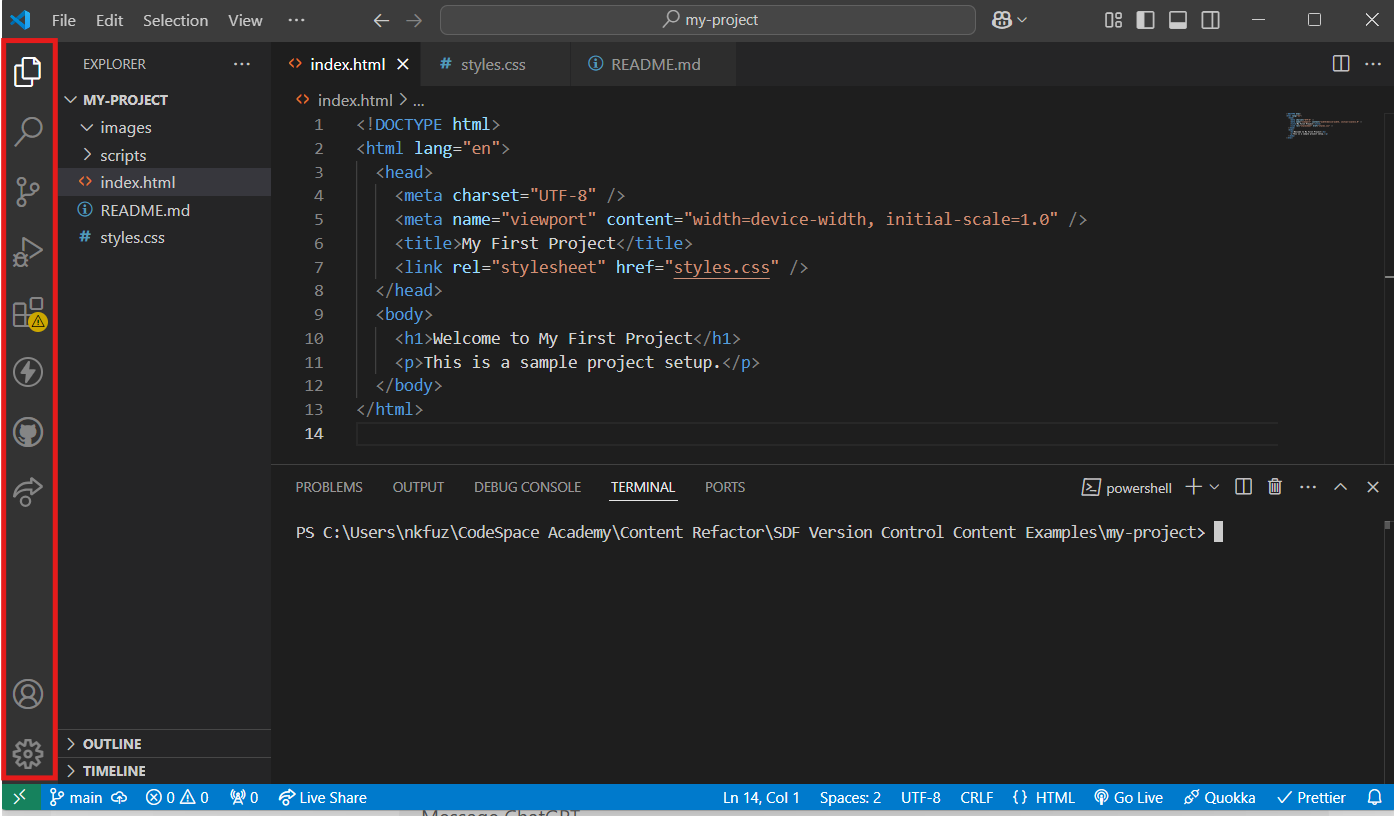 File Edit Selection View ··· my-project
EXPLORER ···
MY-PROJECT
images
scripts
index.html
README.md
styles.css
OUTLINE
TIMELINE
index.html styles.css README.md
index.html > ...
1 <!DOCTYPE html>
2 <html lang="en">
3 <head>
4 <meta charset="UTF-8" />
5 <meta name="viewport" content="width=device-width, initial-scale=1.0" />
6 <title>My First Project</title>
7 <link rel="stylesheet" href="styles.css" />
8 </head>
9 <body>
10 <h1>Welcome to My First Project</h1>
11 <p>This is a sample project setup.</p>
12 </body>
13 </html>
14
PROBLEMS OUTPUT DEBUG CONSOLE TERMINAL PORTS powershell
PS C:\Users\nkfuz\CodeSpace Academy\Content Refactor\SDF Version Control Content Examples\my-project>
main 0 0 0 Live Share Ln 14, Col 1 Spaces: 2 UTF-8 CRLF {} HTML Go Live Quokka Prettier
Message ChatGPT